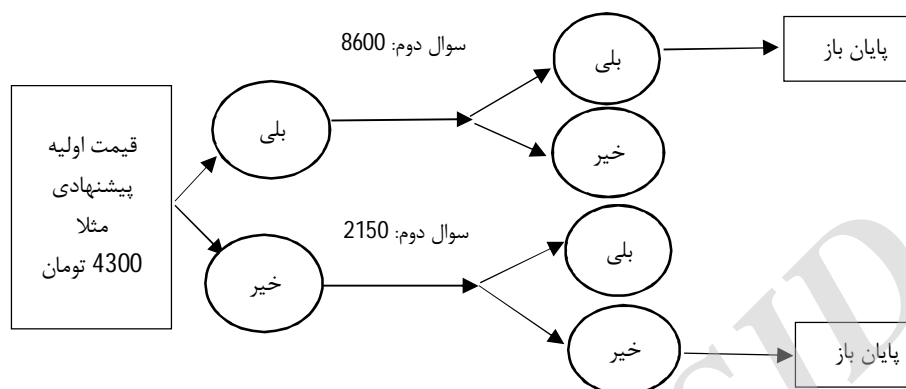 قیمت اولیه
پیشنهادی
مثلا
4300 تومان
بلی
خیر
سوال دوم: 8600
بلی
خیر
پایان باز
سوال دوم: 2150
بلی
خیر
پایان باز